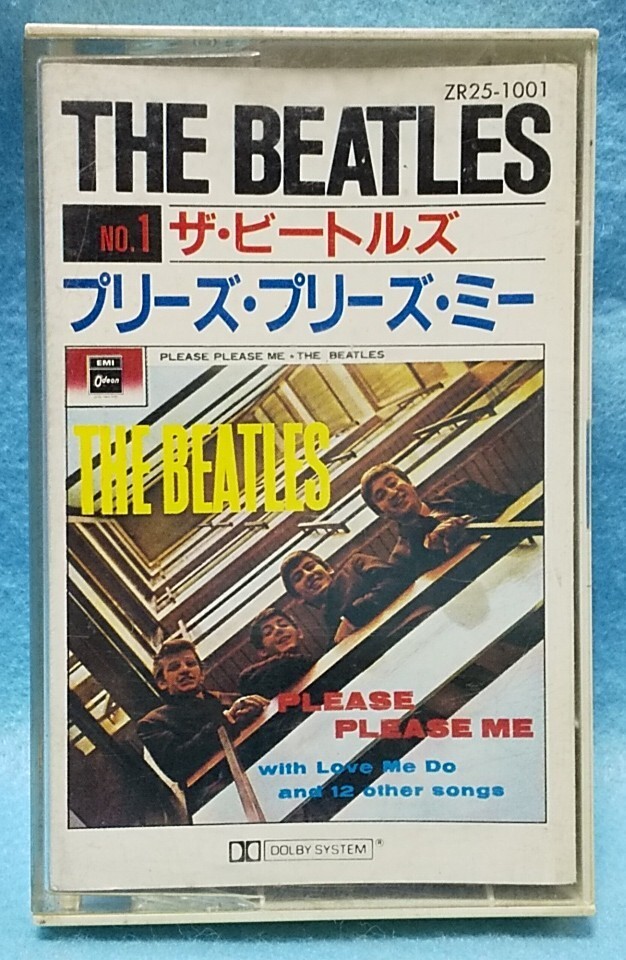 ZR25-1001
THE BEATLES
NO.1 ザ・ビートルズ
プリーズ・プリーズ・ミー
EMI
Odeon
PLEASE PLEASE ME • THE BEATLES
THE BEATLES
PLEASE
PLEASE ME
with Love Me Do
and 12 other songs
DOLBY SYSTEM ®